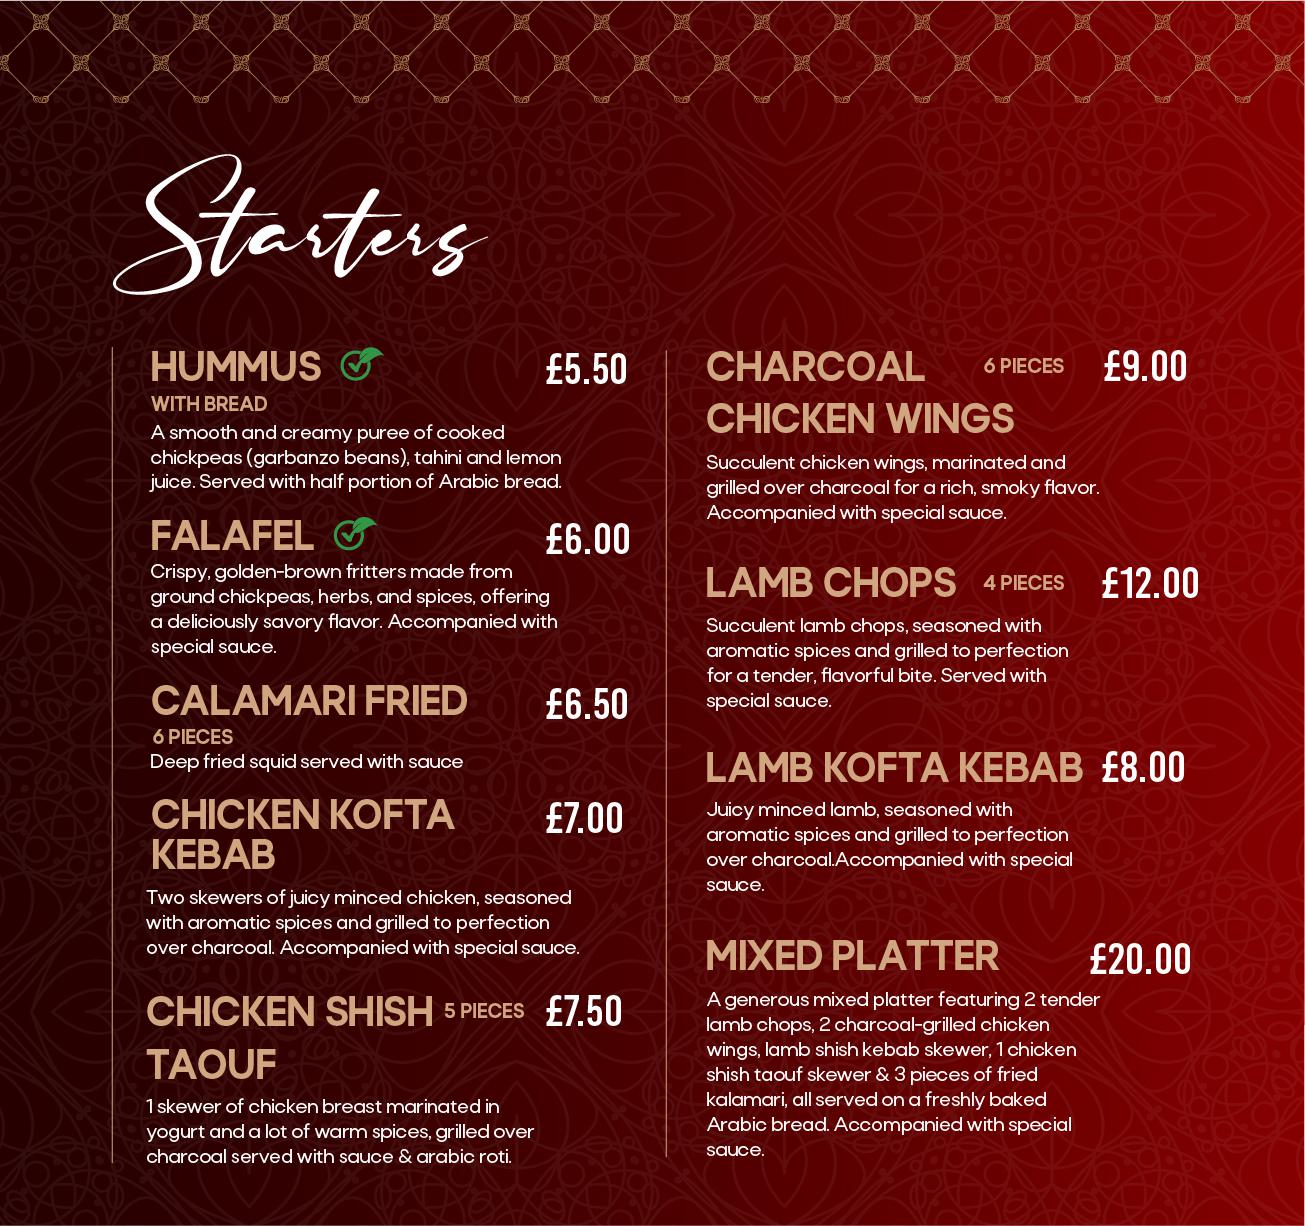 Starters
HUMMUS
£5.50
WITH BREAD
A smooth and creamy puree of cooked
chickpeas (garbanzo beans), tahini and lemon
juice. Served with half portion of Arabic bread.
FALAFEL
£6.00
Crispy, golden-brown fritters made from
ground chickpeas, herbs, and spices, offering
a deliciously savory flavor. Accompanied with
special sauce.
CALAMARI FRIED
£6.50
6 PIECES
Deep fried squid served with sauce
CHICKEN KOFTA
£7.00
KEBAB
Two skewers of juicy minced chicken, seasoned
with aromatic spices and grilled to perfection
over charcoal. Accompanied with special sauce.
CHICKEN SHISH 5 PIECES £7.50
TAOUF
1 skewer of chicken breast marinated in
yogurt and a lot of warm spices, grilled over
charcoal served with sauce & arabic roti.
CHARCOAL 6 PIECES £9.00
CHICKEN WINGS
Succulent chicken wings, marinated and
grilled over charcoal for a rich, smoky flavor.
Accompanied with special sauce.
LAMB CHOPS 4 PIECES £12.00
Succulent lamb chops, seasoned with
aromatic spices and grilled to perfection
for a tender, flavorful bite. Served with
special sauce.
LAMB KOFTA KEBAB £8.00
Juicy minced lamb, seasoned with
aromatic spices and grilled to perfection
over charcoal.Accompanied with special
sauce.
MIXED PLATTER £20.00
A generous mixed platter featuring 2 tender
lamb chops, 2 charcoal-grilled chicken
wings, lamb shish kebab skewer, 1 chicken
shish taouf skewer & 3 pieces of fried
kalamari, all served on a freshly baked
Arabic bread. Accompanied with special
sauce.